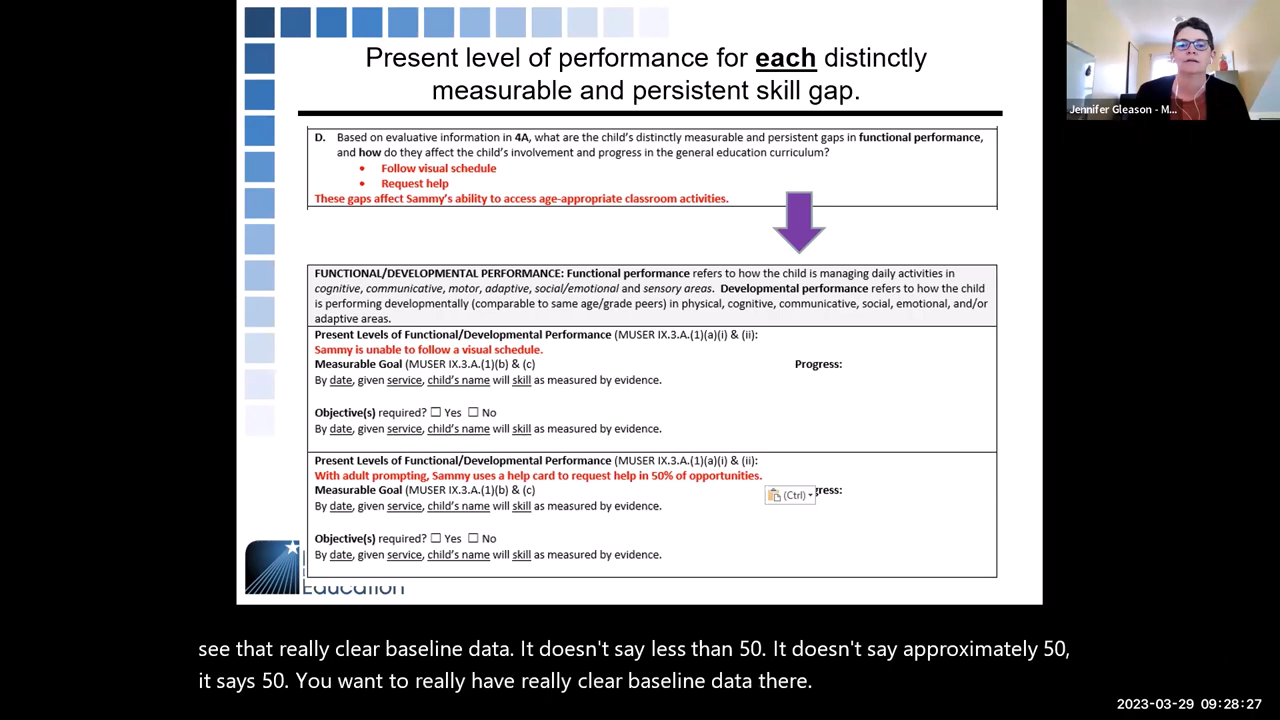 Present level of performance for each distinctly
measurable and persistent skill gap.
Jennifer Gleason - M...
D. Based on evaluative information in 4A, what are the child's distinctly measurable and persistent gaps in functional performance,
and how do they affect the child's involvement and progress in the general education curriculum?
• Follow visual schedule
• Request help
These gaps affect Sammy's ability to access age-appropriate classroom activities.
FUNCTIONAL/DEVELOPMENTAL PERFORMANCE: Functional performance refers to how the child is managing daily activities in
cognitive, communicative, motor, adaptive, social/emotional and sensory areas. Developmental performance refers to how the child
is performing developmentally (comparable to same age/grade peers) in physical, cognitive, communicative, social, emotional, and/or
adaptive areas.
Present Levels of Functional/Developmental Performance (MUSER IX.3.A.(1)(a)(i) & (ii):
Sammy is unable to follow a visual schedule.
Measurable Goal (MUSER IX.3.A.(1)(b) & (c) Progress:
By date, given service, child's name will skill as measured by evidence.
Objective(s) required? ☐ Yes ☐ No
By date, given service, child's name will skill as measured by evidence.
Present Levels of Functional/Developmental Performance (MUSER IX.3.A.(1)(a)(i) & (ii):
With adult prompting, Sammy uses a help card to request help in 50% of opportunities.
Measurable Goal (MUSER IX.3.A.(1)(b) & (c) (Ctrl) gress:
By date, given service, child's name will skill as measured by evidence.
Objective(s) required? ☐ Yes ☐ No
By date, given service, child's name will skill as measured by evidence.
Education
see that really clear baseline data. It doesn't say less than 50. It doesn't say approximately 50,
it says 50. You want to really have really clear baseline data there.
2023-03-29 09:28:27